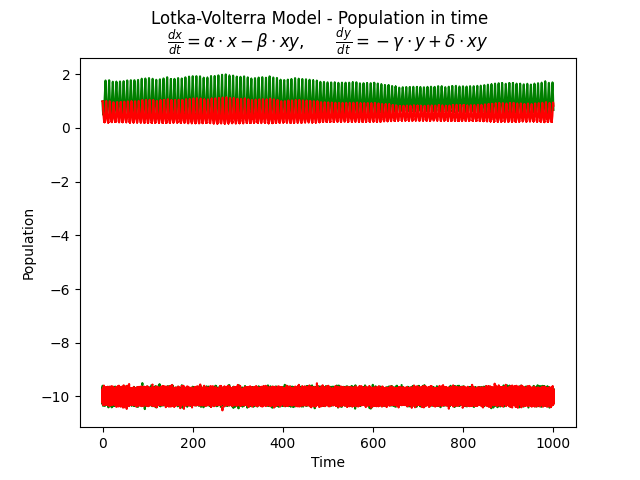 Lotka-Volterra Model - Population in time
dx/dt = α · x − β · xy,   dy/dt = −γ · y + δ · xy
2
0
−2
−4
−6
−8
−10
Population
0 200 400 600 800 1000
Time